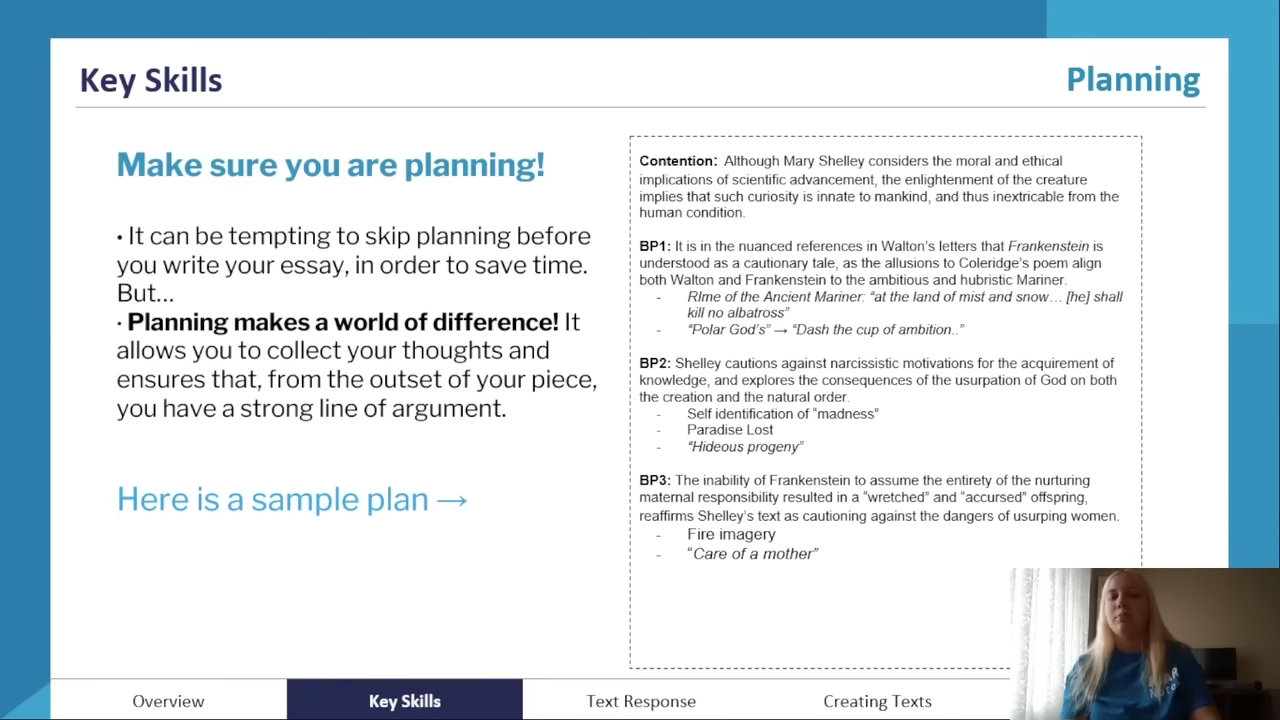 Key Skills
Planning
Make sure you are planning!
· It can be tempting to skip planning before
you write your essay, in order to save time.
But...
· Planning makes a world of difference! It
allows you to collect your thoughts and
ensures that, from the outset of your piece,
you have a strong line of argument.
Here is a sample plan →
Contention: Although Mary Shelley considers the moral and ethical
implications of scientific advancement, the enlightenment of the creature
implies that such curiosity is innate to mankind, and thus inextricable from the
human condition.
BP1: It is in the nuanced references in Walton's letters that Frankenstein is
understood as a cautionary tale, as the allusions to Coleridge's poem align
both Walton and Frankenstein to the ambitious and hubristic Mariner.
- RIme of the Ancient Mariner: “at the land of mist and snow… [he] shall
kill no albatross”
- “Polar God's” → “Dash the cup of ambition..”
BP2: Shelley cautions against narcissistic motivations for the acquirement of
knowledge, and explores the consequences of the usurpation of God on both
the creation and the natural order.
- Self identification of “madness”
- Paradise Lost
- “Hideous progeny”
BP3: The inability of Frankenstein to assume the entirety of the nurturing
maternal responsibility resulted in a “wretched” and “accursed” offspring,
reaffirms Shelley's text as cautioning against the dangers of usurping women.
- Fire imagery
- “Care of a mother”
Overview
Key Skills
Text Response
Creating Texts